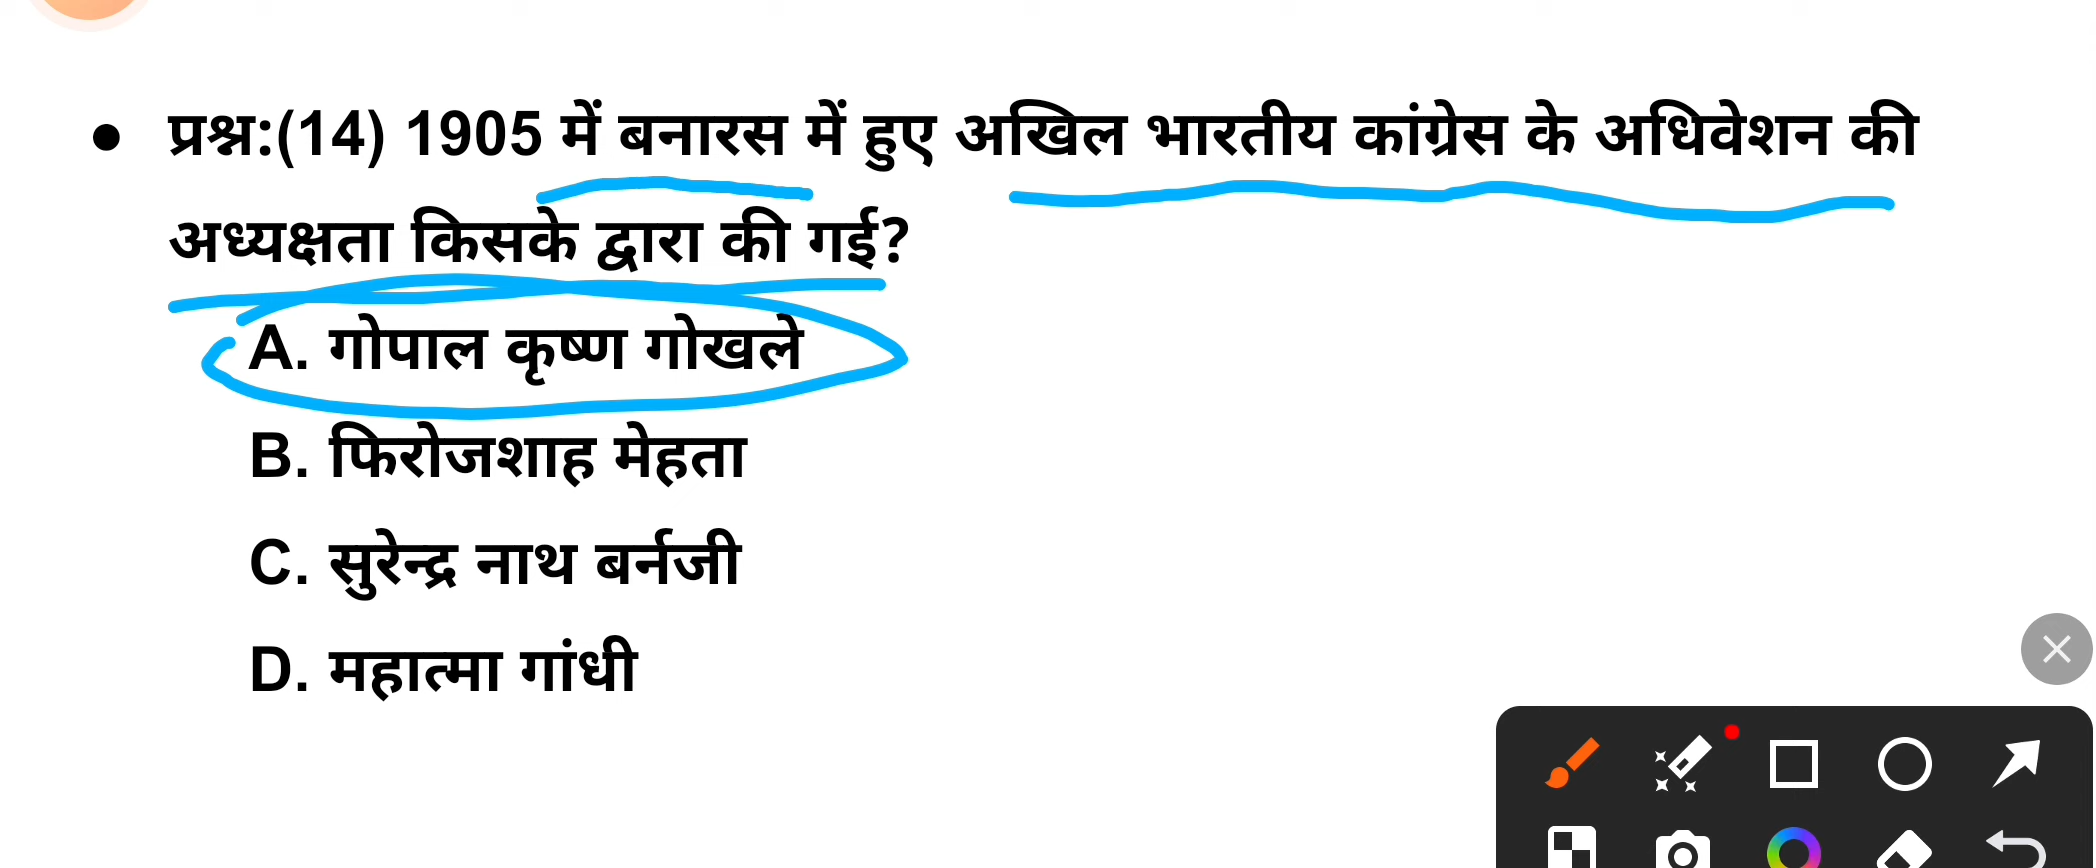 ● प्रश्न:(14) 1905 में बनारस में हुए अखिल भारतीय कांग्रेस के अधिवेशन की
अध्यक्षता किसके द्वारा की गई?
A. गोपाल कृष्ण गोखले
B. फिरोजशाह मेहता
C. सुरेन्द्र नाथ बर्नजी
D. महात्मा गांधी